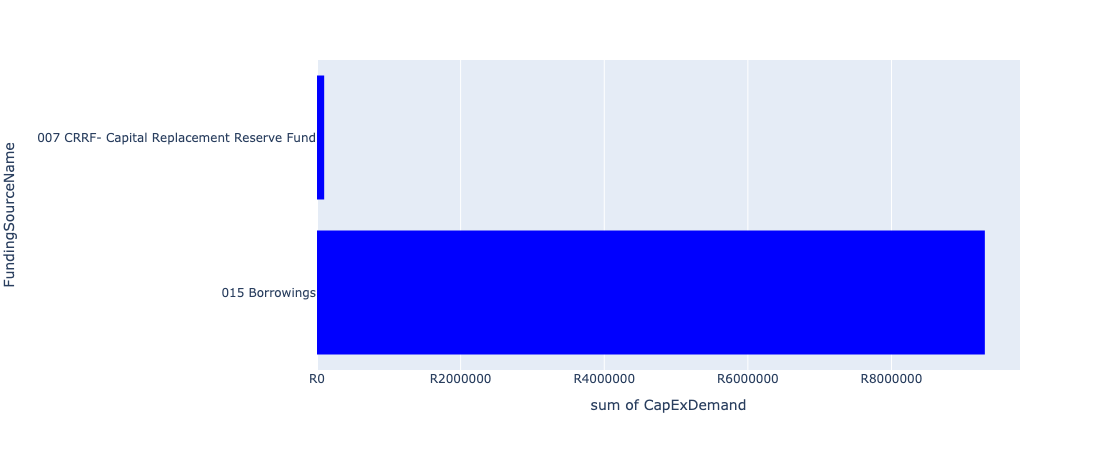 FundingSourceName
007 CRRF- Capital Replacement Reserve Fund
015 Borrowings
R0
R2000000
R4000000
R6000000
R8000000
sum of CapExDemand